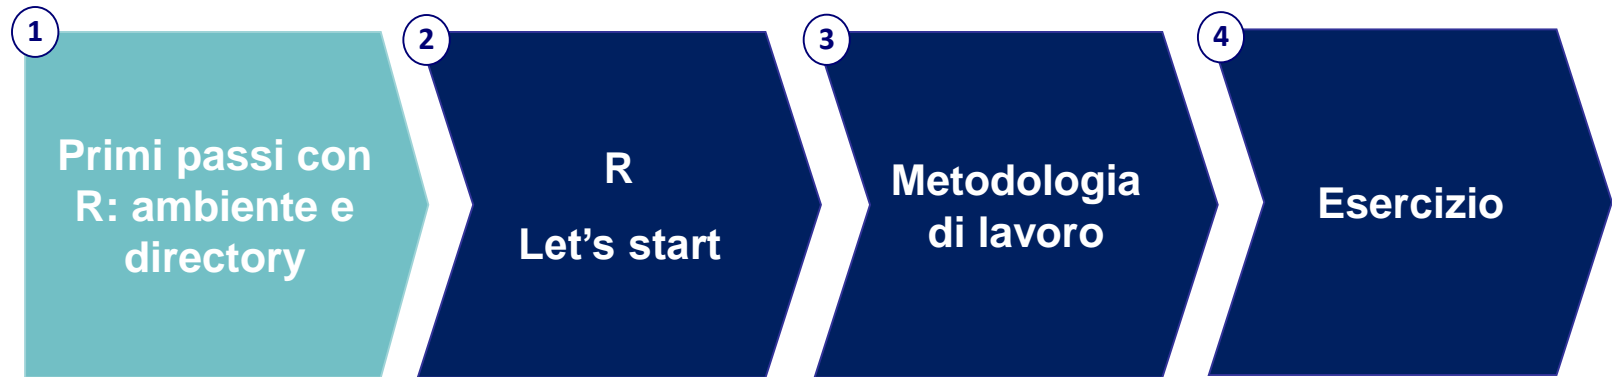 1
Primi passi con
R: ambiente e
directory
2
R
Let’s start
3
Metodologia
di lavoro
4
Esercizio